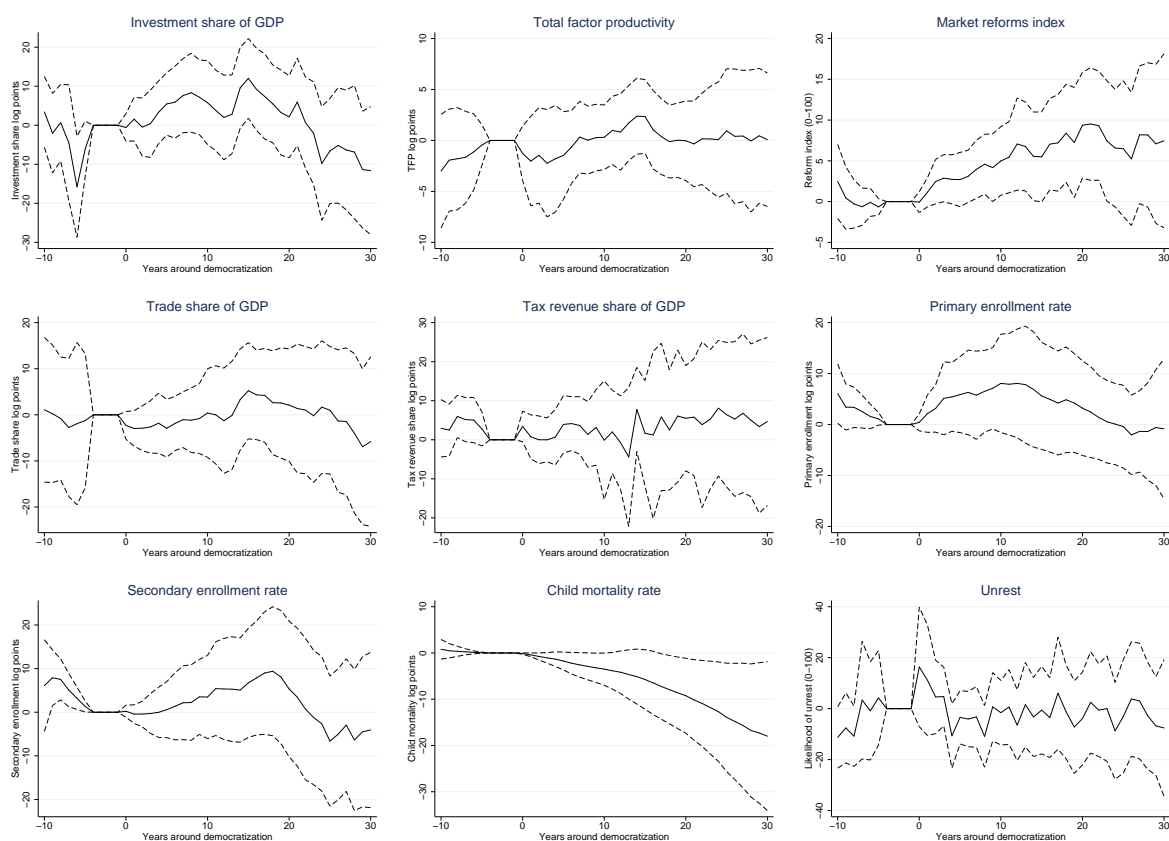 Investment share of GDP
Investment share log points
20
10
0
−10
−20
−30
−10 0 10 20 30
Years around democratization
Total factor productivity
TFP log points
10
5
0
−5
−10
−10 0 10 20 30
Years around democratization
Market reforms index
Reform index (0−100)
20
15
10
5
0
−5
−10 0 10 20 30
Years around democratization
Trade share of GDP
Trade share log points
20
10
0
−10
−20
−10 0 10 20 30
Years around democratization
Tax revenue share of GDP
Tax revenue share log points
30
20
10
0
−10
−20
−10 0 10 20 30
Years around democratization
Primary enrollment rate
Primary enrollment log points
20
10
0
−10
−20
−10 0 10 20 30
Years around democratization
Secondary enrollment rate
Secondary enrollment log points
20
10
0
−10
−20
−10 0 10 20 30
Years around democratization
Child mortality rate
Child mortality log points
10
0
−10
−20
−30
−10 0 10 20 30
Years around democratization
Unrest
Likelihood of unrest (0−100)
40
20
0
−20
−40
−10 0 10 20 30
Years around democratization